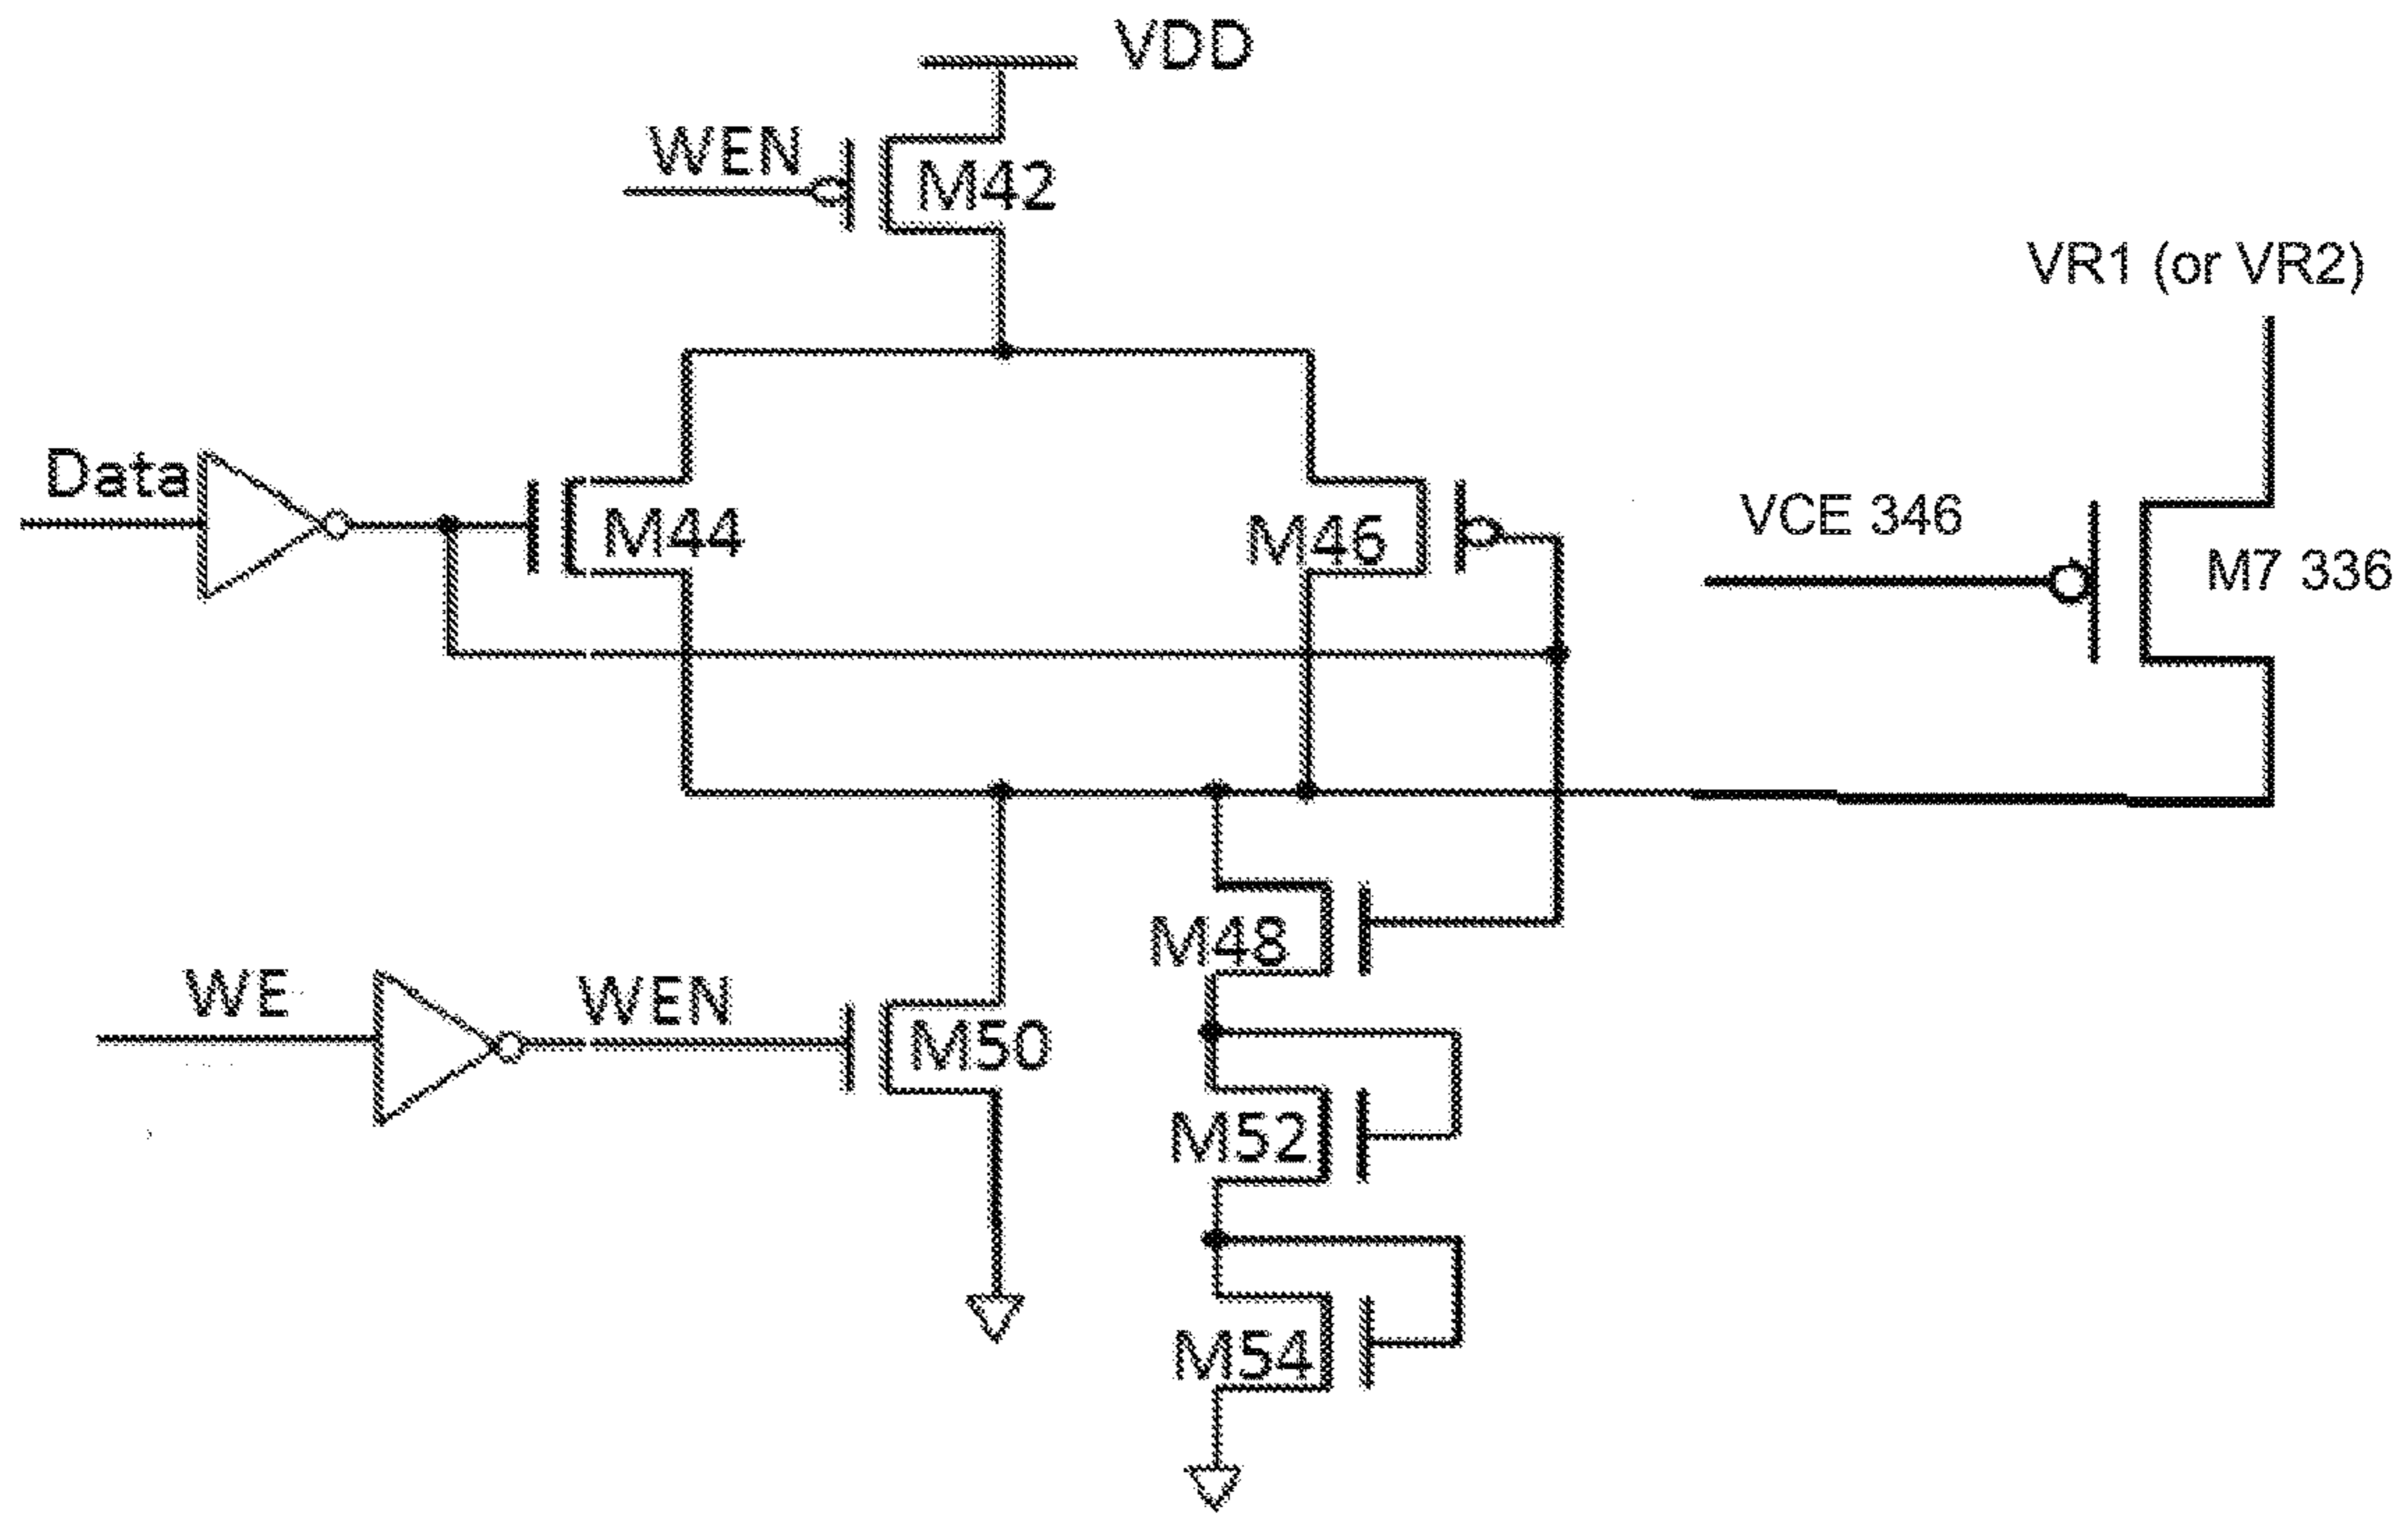 VDD
WEN
M42
VR1 (or VR2)
Data
M44
M46
VCE 346
M7 336
M48
WE
WEN
M50
M52
M54